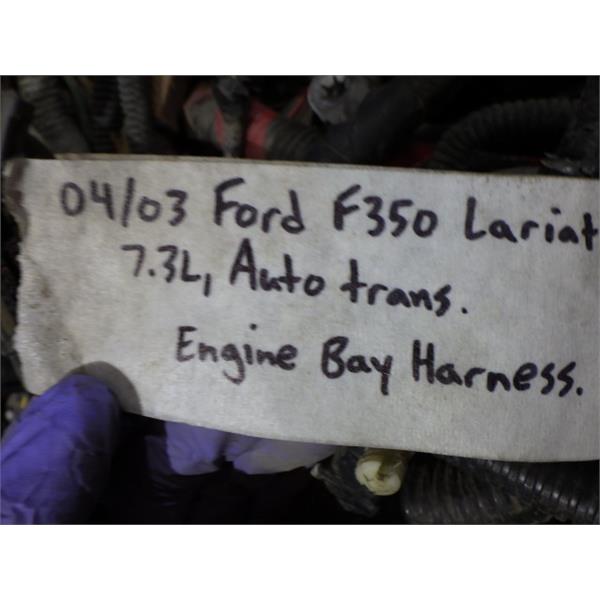 04/03 Ford F350 Lariat
7.3L, Auto trans.
Engine Bay Harness.